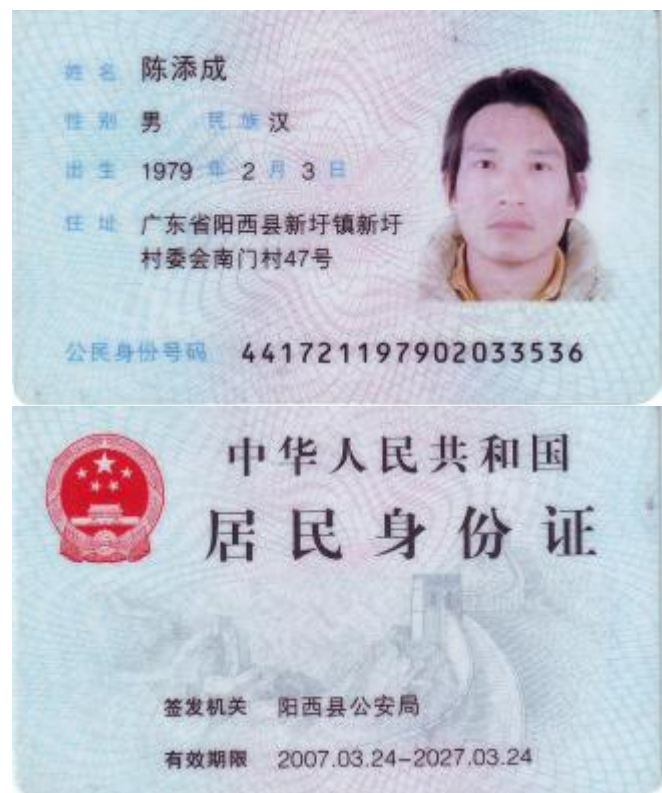 姓名 陈添成
性别 男 民族 汉
出生 1979 年 2 月 3 日
住址 广东省阳西县新圩镇新圩
村委会南门村47号
公民身份号码 441721197902033536
中华人民共和国
居民身份证
签发机关 阳西县公安局
有效期限 2007.03.24-2027.03.24